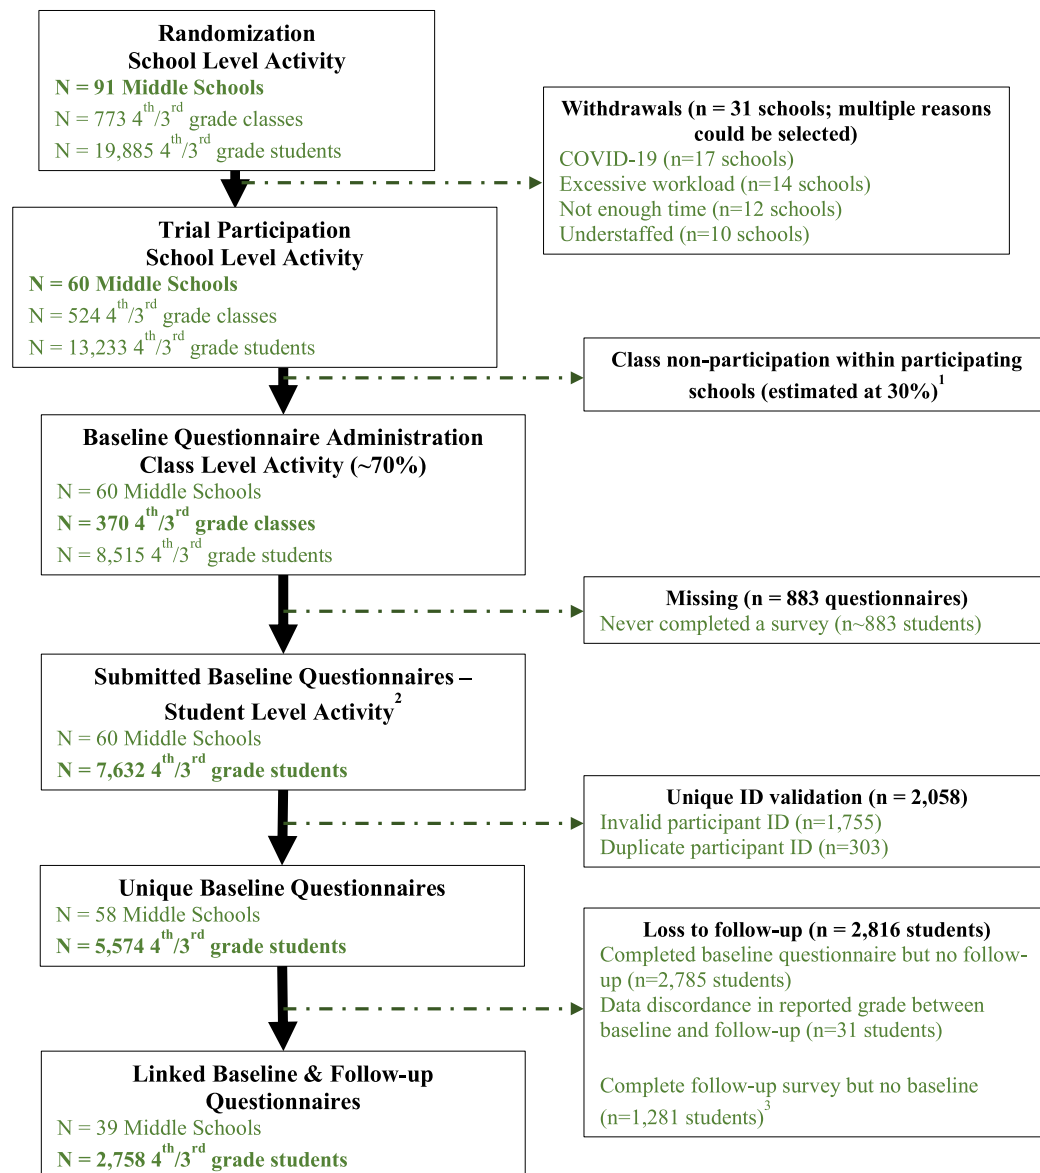 Randomization
School Level Activity
N = 91 Middle Schools
N = 773 4th/3rd grade classes
N = 19,885 4th/3rd grade students
Withdrawals (n = 31 schools; multiple reasons
could be selected)
COVID-19 (n=17 schools)
Excessive workload (n=14 schools)
Not enough time (n=12 schools)
Understaffed (n=10 schools)
Trial Participation
School Level Activity
N = 60 Middle Schools
N = 524 4th/3rd grade classes
N = 13,233 4th/3rd grade students
Class non-participation within participating
schools (estimated at 30%)1
Baseline Questionnaire Administration
Class Level Activity (~70%)
N = 60 Middle Schools
N = 370 4th/3rd grade classes
N = 8,515 4th/3rd grade students
Missing (n = 883 questionnaires)
Never completed a survey (n~883 students)
Submitted Baseline Questionnaires –
Student Level Activity2
N = 60 Middle Schools
N = 7,632 4th/3rd grade students
Unique ID validation (n = 2,058)
Invalid participant ID (n=1,755)
Duplicate participant ID (n=303)
Unique Baseline Questionnaires
N = 58 Middle Schools
N = 5,574 4th/3rd grade students
Loss to follow-up (n = 2,816 students)
Completed baseline questionnaire but no follow-
up (n=2,785 students)
Data discordance in reported grade between
baseline and follow-up (n=31 students)
Complete follow-up survey but no baseline
(n=1,281 students)3
Linked Baseline & Follow-up
Questionnaires
N = 39 Middle Schools
N = 2,758 4th/3rd grade students